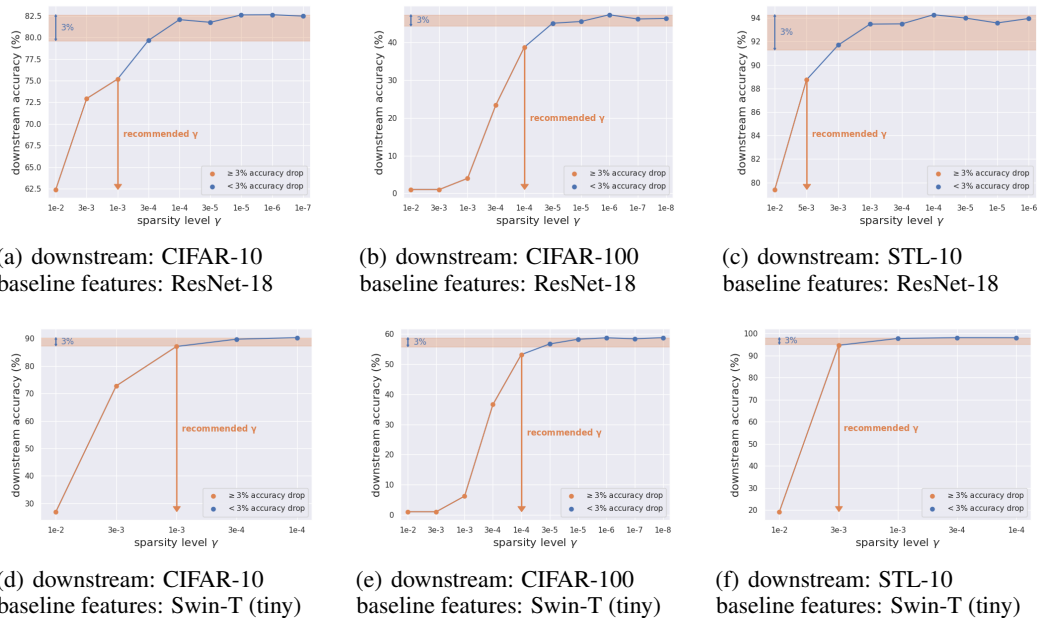 82.5
80.0
77.5
75.0
72.5
70.0
67.5
65.0
62.5
downstream accuracy (%)
3%
recommended γ
≥ 3% accuracy drop
< 3% accuracy drop
1e-2 3e-3 1e-3 3e-4 1e-4 3e-5 1e-5 1e-6 1e-7
sparsity level γ
40
30
20
10
0
downstream accuracy (%)
3%
recommended γ
≥ 3% accuracy drop
< 3% accuracy drop
1e-2 3e-3 1e-3 3e-4 1e-4 3e-5 1e-5 1e-6 1e-7 1e-8
sparsity level γ
94
92
90
88
86
84
82
80
downstream accuracy (%)
3%
recommended γ
≥ 3% accuracy drop
< 3% accuracy drop
1e-2 5e-3 3e-3 1e-3 3e-4 1e-4 3e-5 1e-5 1e-6
sparsity level γ
(a) downstream: CIFAR-10
baseline features: ResNet-18
(b) downstream: CIFAR-100
baseline features: ResNet-18
(c) downstream: STL-10
baseline features: ResNet-18
90
80
70
60
50
40
30
downstream accuracy (%)
3%
recommended γ
≥ 3% accuracy drop
< 3% accuracy drop
1e-2 3e-3 1e-3 3e-4 1e-4
sparsity level γ
60
50
40
30
20
10
0
downstream accuracy (%)
3%
recommended γ
≥ 3% accuracy drop
< 3% accuracy drop
1e-2 3e-3 1e-3 3e-4 1e-4 3e-5 1e-5 1e-6 1e-7 1e-8
sparsity level γ
100
90
80
70
60
50
40
30
20
downstream accuracy (%)
3%
recommended γ
≥ 3% accuracy drop
< 3% accuracy drop
1e-2 3e-3 1e-3 3e-4 1e-4
sparsity level γ
(d) downstream: CIFAR-10
baseline features: Swin-T (tiny)
(e) downstream: CIFAR-100
baseline features: Swin-T (tiny)
(f) downstream: STL-10
baseline features: Swin-T (tiny)